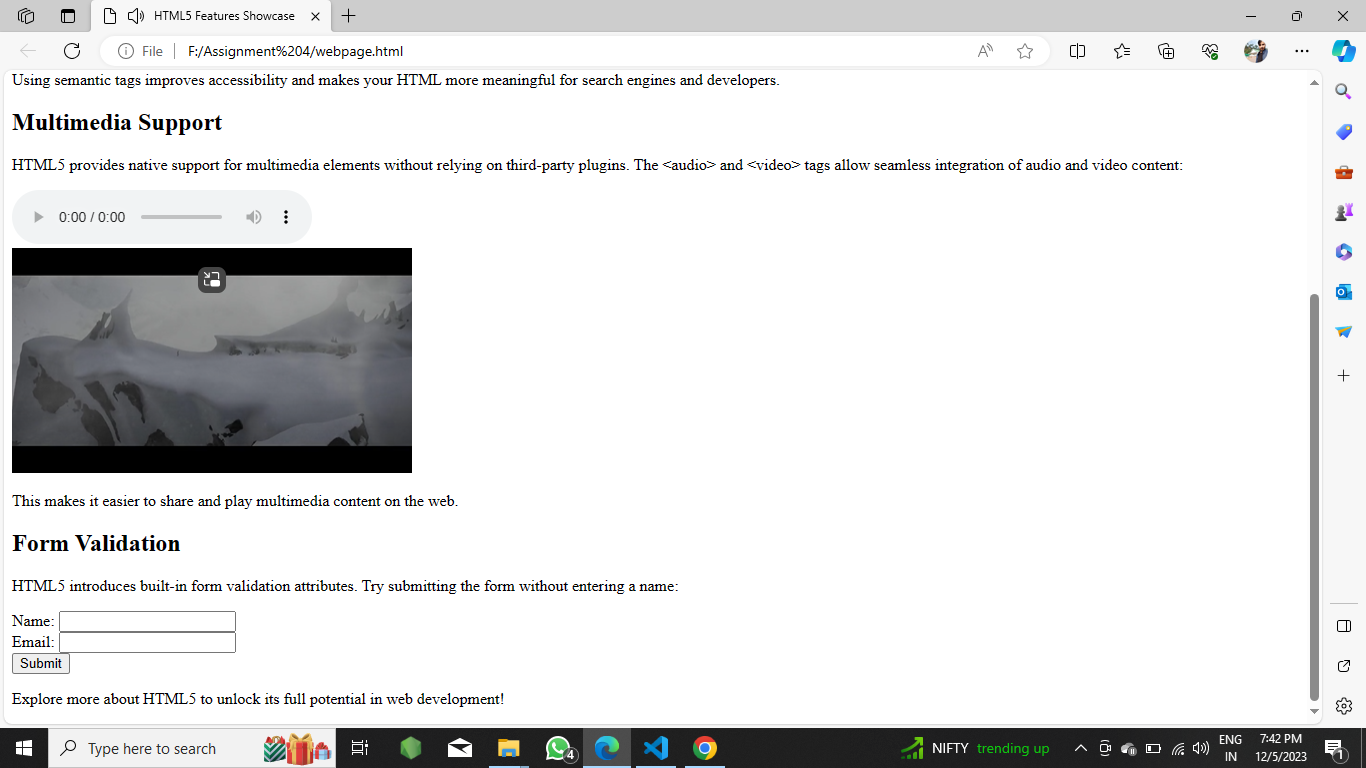 HTML5 Features Showcase
File
F:/Assignment%204/webpage.html
Using semantic tags improves accessibility and makes your HTML more meaningful for search engines and developers.
Multimedia Support
HTML5 provides native support for multimedia elements without relying on third-party plugins. The <audio> and <video> tags allow seamless integration of audio and video content:
0:00 / 0:00
This makes it easier to share and play multimedia content on the web.
Form Validation
HTML5 introduces built-in form validation attributes. Try submitting the form without entering a name:
Name:
Email:
Submit
Explore more about HTML5 to unlock its full potential in web development!
Type here to search
4
NIFTY trending up
ENG
IN
7:42 PM
12/5/2023
1